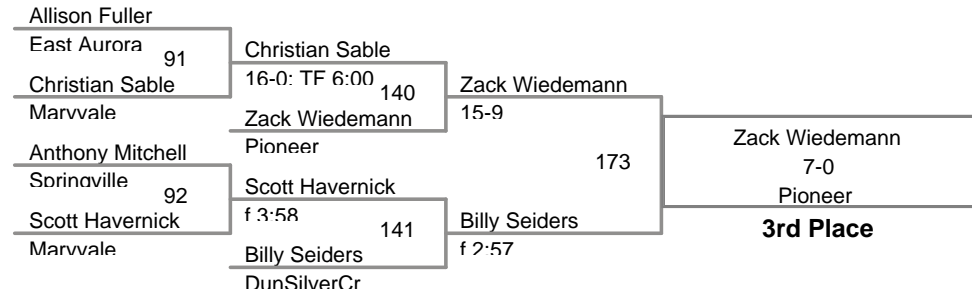 Allison Fuller
East Aurora
91
Christian Sable
Maryvale
Christian Sable
16-0; TF 6:00
140
Zack Wiedemann
Pioneer
Zack Wiedemann
15-9
Anthony Mitchell
Springville
92
Scott Havernick
Maryvale
Scott Havernick
f 3:58
141
Billy Seiders
DunSilverCr
Billy Seiders
f 2:57
173
Zack Wiedemann
7-0
Pioneer
3rd Place